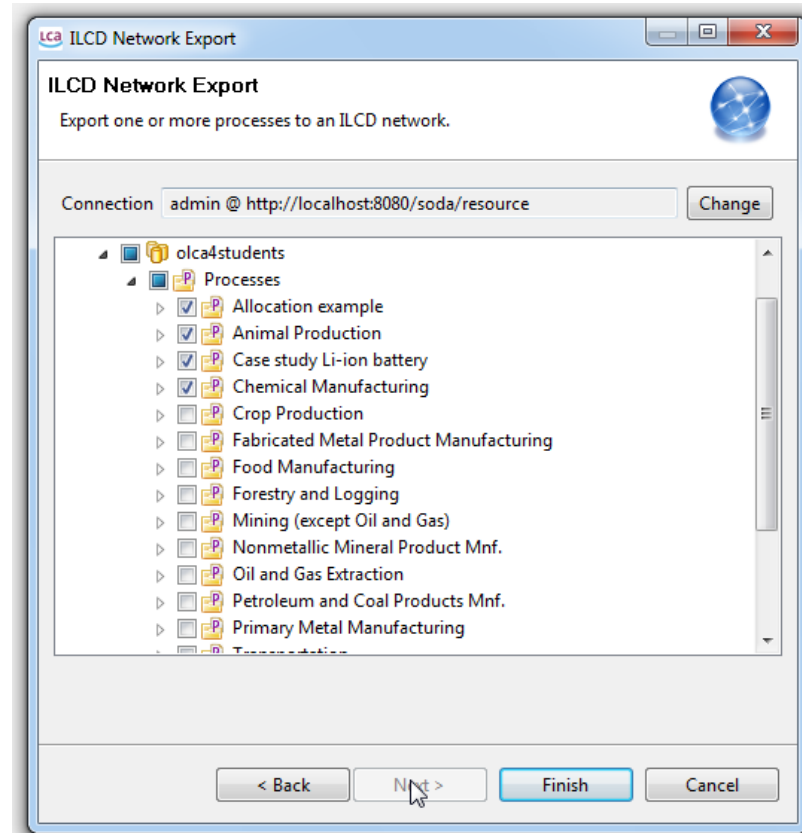 LCa ILCD Network Export
X
ILCD Network Export
Export one or more processes to an ILCD network.
Connection admin @ http://localhost:8080/soda/resource Change
olca4students
P Processes
P Allocation example
P Animal Production
P Case study Li-ion battery
P Chemical Manufacturing
P Crop Production
P Fabricated Metal Product Manufacturing
P Food Manufacturing
P Forestry and Logging
P Mining (except Oil and Gas)
P Nonmetallic Mineral Product Mnf.
P Oil and Gas Extraction
P Petroleum and Coal Products Mnf.
P Primary Metal Manufacturing
P Transportation
< Back Next > Finish Cancel